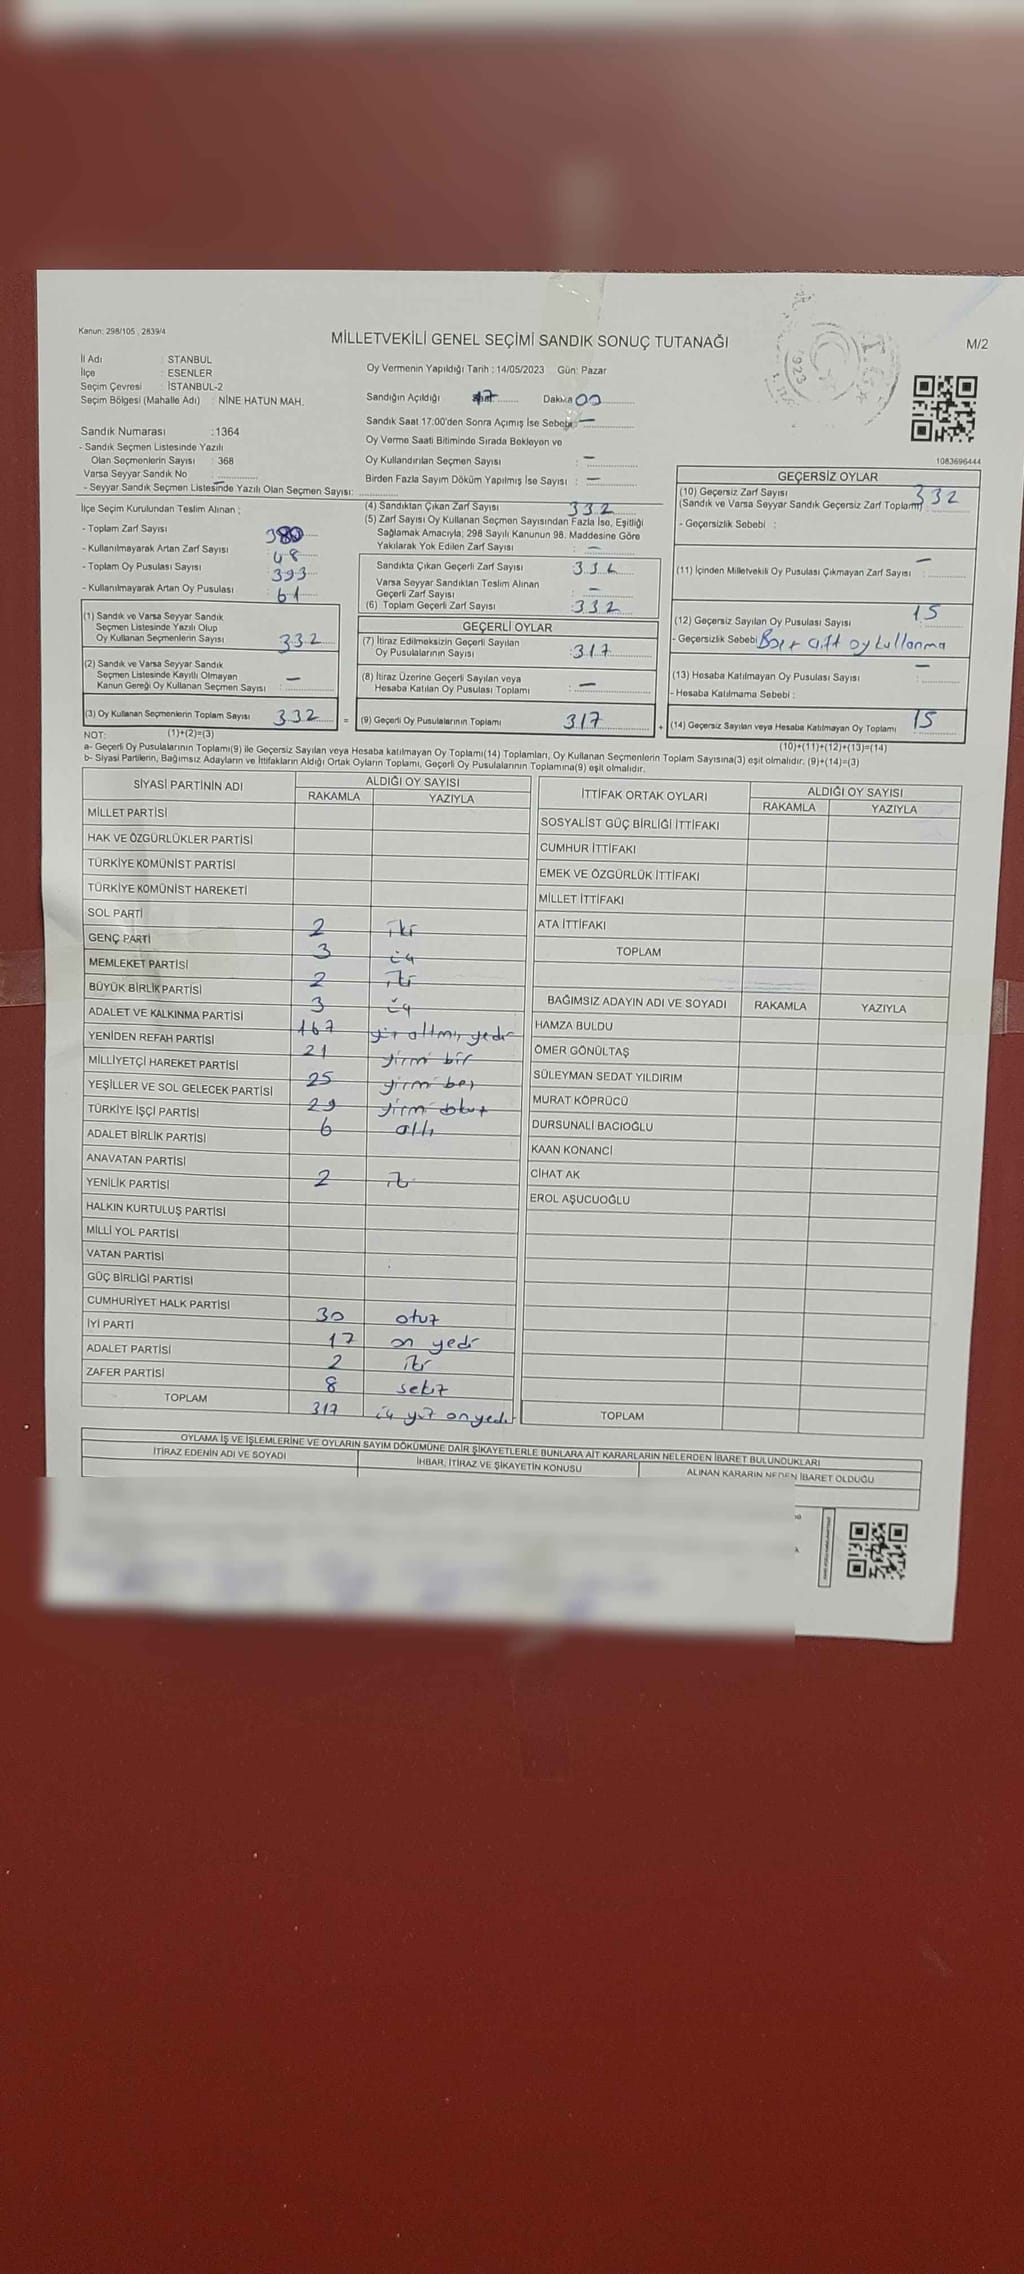 Kanun: 298/105 , 2839/4
MİLLETVEKİLİ GENEL SEÇİMİ SANDIK SONUÇ TUTANAĞI
M/2
İl Adı : STANBUL
İlçe : ESENLER
Seçim Çevresi : İSTANBUL-2
Seçim Bölgesi (Mahalle Adı) : NİNE HATUN MAH.
Sandık Numarası :1364
- Sandık Seçmen Listesinde Yazılı
Olan Seçmenlerin Sayısı : 368
Varsa Seyyar Sandık No :
- Seyyar Sandık Seçmen Listesinde Yazılı Olan Seçmen Sayısı:
Oy Vermenin Yapıldığı Tarih : 14/05/2023 Gün: Pazar
Sandığın Açıldığı 17 Dakika 00
Sandık Saat 17:00'den Sonra Açımış İse Sebebi: —
Oy Verme Saati Bitiminde Sırada Bekleyon ve
Oy Kullandırılan Seçmen Sayısı : —
Birden Fazla Sayım Döküm Yapılmış İse Sayısı : —
1923
1083696444
İlçe Seçim Kurulundan Teslim Alınan :
- Toplam Zarf Sayısı : 380
- Kullanılmayarak Artan Zarf Sayısı : 48
- Toplam Oy Pusulası Sayısı : 393
- Kullanılmayarak Artan Oy Pusulası : 61
(1) Sandık ve Varsa Seyyar Sandık
Seçmen Listesinde Yazılı Olup
Oy Kullanan Seçmenlerin Sayısı : 332
(2) Sandık ve Varsa Seyyar Sandık
Seçmen Listesinde Kayıtlı Olmayan
Kanun Gereği Oy Kullanan Seçmen Sayısı : —
(3) Oy Kullanan Seçmenlerin Toplam Sayısı 332 =
(4) Sandıktan Çıkan Zarf Sayısı : 332
(5) Zarf Sayısı Oy Kullanan Seçmen Sayısından Fazla İse, Eşitliği
Sağlamak Amacıyla, 298 Sayılı Kanunun 98. Maddesine Göre
Yakılarak Yok Edilen Zarf Sayısı : —
Sandıkta Çıkan Geçerli Zarf Sayısı : 332
Varsa Seyyar Sandıktan Teslim Alınan
Geçerli Zarf Sayısı : —
(6) Toplam Geçerli Zarf Sayısı : 332
GEÇERLİ OYLAR
(7) İtiraz Edilmeksizin Geçerli Sayılan
Oy Pusulalarının Sayısı : 317
(8) İtiraz Üzerine Geçerli Sayılan veya
Hesaba Katılan Oy Pusulası Toplamı : —
(9) Geçerli Oy Pusulalarının Toplamı 317 +
GEÇERSİZ OYLAR
(10) Geçersiz Zarf Sayısı
(Sandık ve Varsa Seyyar Sandık Geçersiz Zarf Toplamı) 332
- Geçersizlik Sebebi :
(11) İçinden Milletvekili Oy Pusulası Çıkmayan Zarf Sayısı : —
(12) Geçersiz Sayılan Oy Pusulası Sayısı : 15
- Geçersizlik Sebebi Boş + çift oy kullanma
(13) Hesaba Katılmayan Oy Pusulası Sayısı : —
- Hesaba Katılmama Sebebi :
(14) Geçersiz Sayılan veya Hesaba Katılmayan Oy Toplamı 15
NOT: (1)+(2)=(3)
(10)+(11)+(12)+(13)=(14)
a- Geçerli Oy Pusulalarının Toplamı(9) ile Geçersiz Sayılan veya Hesaba katılmayan Oy Toplamı(14) Toplamları, Oy Kullanan Seçmenlerin Toplam Sayısına(3) eşit olmalıdır. (9)+(14)=(3)
b- Siyasi Partilerin, Bağımsız Adayların ve İttifakların Aldığı Ortak Oyların Toplamı, Geçerli Oy Pusulalarının Toplamına(9) eşit olmalıdır.
SİYASİ PARTİNİN ADI ALDIĞI OY SAYISI
RAKAMLA YAZIYLA
MİLLET PARTİSİ
HAK VE ÖZGÜRLÜKLER PARTİSİ
TÜRKİYE KOMÜNİST PARTİSİ
TÜRKİYE KOMÜNİST HAREKETİ
SOL PARTİ 2 iki
GENÇ PARTİ 3 üç
MEMLEKET PARTİSİ 2 iki
BÜYÜK BİRLİK PARTİSİ 3 üç
ADALET VE KALKINMA PARTİSİ 167 yüz altmış yedi
YENİDEN REFAH PARTİSİ 21 yirmi bir
MİLLİYETÇİ HAREKET PARTİSİ 25 yirmi beş
YEŞİLLER VE SOL GELECEK PARTİSİ 29 yirmi dokuz
TÜRKİYE İŞÇİ PARTİSİ 6 altı
ADALET BİRLİK PARTİSİ
ANAVATAN PARTİSİ 2 iki
YENİLİK PARTİSİ
HALKIN KURTULUŞ PARTİSİ
MİLLİ YOL PARTİSİ
VATAN PARTİSİ
GÜÇ BİRLİĞİ PARTİSİ
CUMHURİYET HALK PARTİSİ 30 otuz
İYİ PARTİ 17 on yedi
ADALET PARTİSİ 2 iki
ZAFER PARTİSİ 8 sekiz
TOPLAM 317 üç yüz onyedi
İTTİFAK ORTAK OYLARI ALDIĞI OY SAYISI
RAKAMLA YAZIYLA
SOSYALİST GÜÇ BİRLİĞİ İTTİFAKI
CUMHUR İTTİFAKI
EMEK VE ÖZGÜRLÜK İTTİFAKI
MİLLET İTTİFAKI
ATA İTTİFAKI
TOPLAM
BAĞIMSIZ ADAYIN ADI VE SOYADI RAKAMLA YAZIYLA
HAMZA BULDU
ÖMER GÖNÜLTAŞ
SÜLEYMAN SEDAT YILDIRIM
MURAT KÖPRÜCÜ
DURSUNALİ BACIOĞLU
KAAN KONANCİ
CİHAT AK
EROL AŞUCUOĞLU
TOPLAM
OYLAMA İŞ VE İŞLEMLERİNE VE OYLARIN SAYIM DÖKÜMÜNE DAİR ŞİKAYETLERLE BUNLARA AİT KARARLARIN NELERDEN İBARET BULUNDUKLARI
İTİRAZ EDENİN ADI VE SOYADI İHBAR, İTİRAZ VE ŞİKAYETİN KONUSU ALINAN KARARIN NEDEN İBARET OLDUĞU